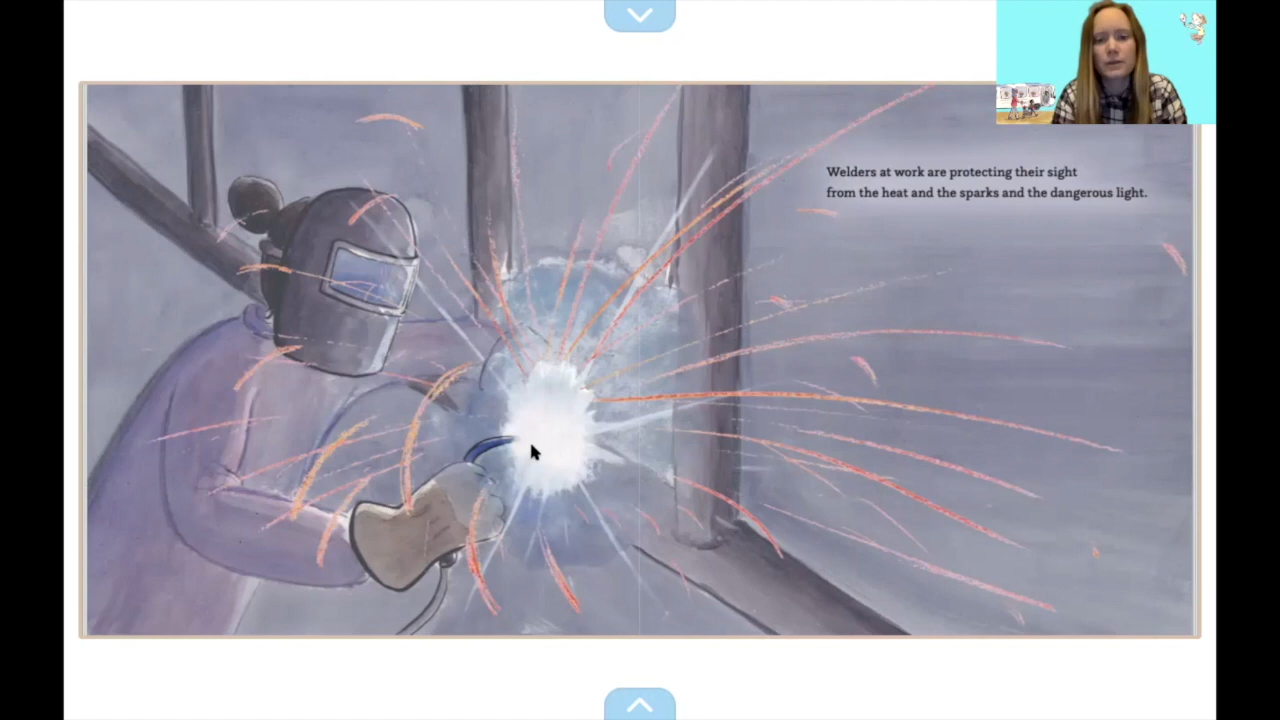 Welders at work are protecting their sight
from the heat and the sparks and the dangerous light.